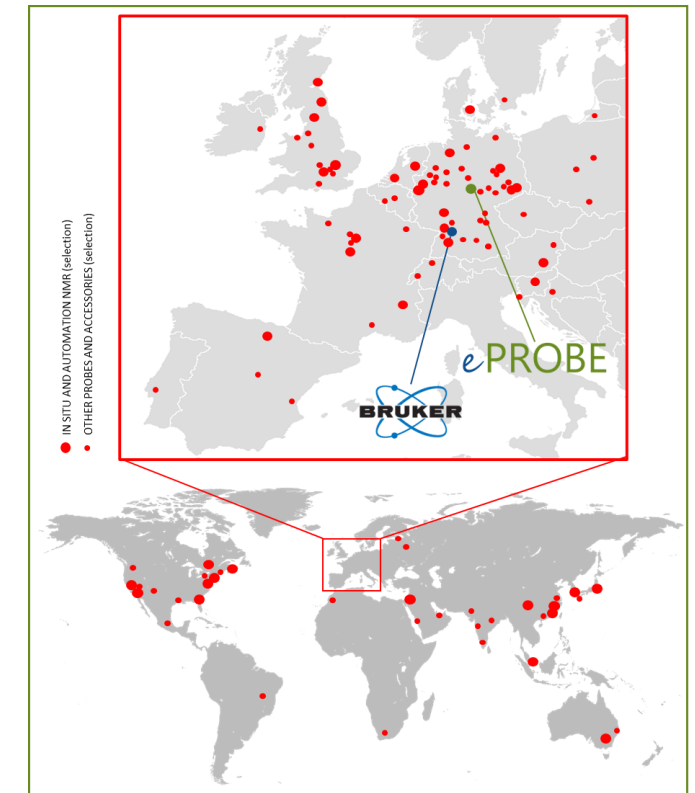 IN SITU AND AUTOMATION NMR (selection)
OTHER PROBES AND ACCESSORIES (selection)
ePROBE
BRUKER